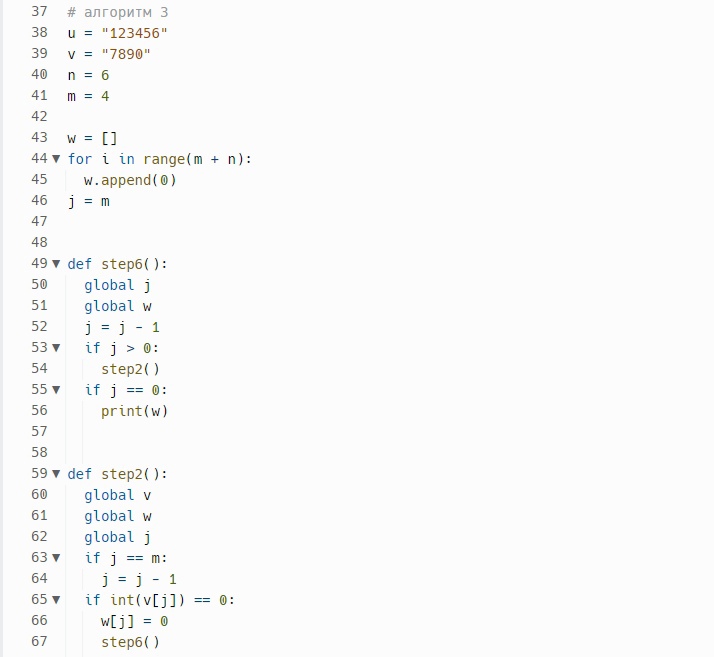 37 # алгоритм 3
38 u = "123456"
39 v = "7890"
40 n = 6
41 m = 4
42
43 w = []
44 ▼ for i in range(m + n):
45 w.append(0)
46 j = m
47
48
49 ▼ def step6():
50 global j
51 global w
52 j = j - 1
53 ▼ if j > 0:
54 step2()
55 ▼ if j == 0:
56 print(w)
57
58
59 ▼ def step2():
60 global v
61 global w
62 global j
63 ▼ if j == m:
64 j = j - 1
65 ▼ if int(v[j]) == 0:
66 w[j] = 0
67 step6()